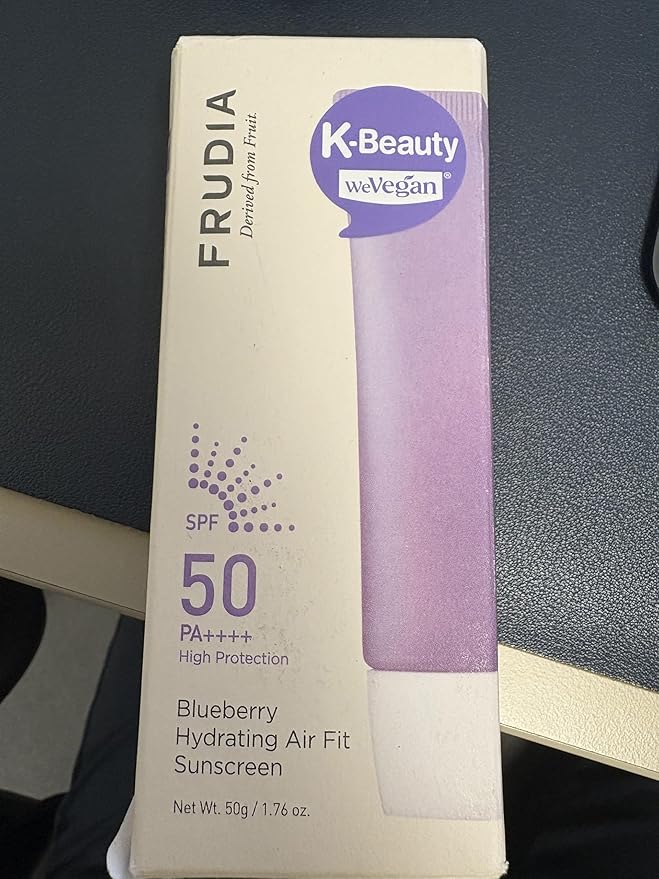 FRUDIA
Derived from Fruit.
K-Beauty
weVegan®
SPF
50
PA++++
High Protection
Blueberry
Hydrating Air Fit
Sunscreen
Net Wt. 50g / 1.76 oz.